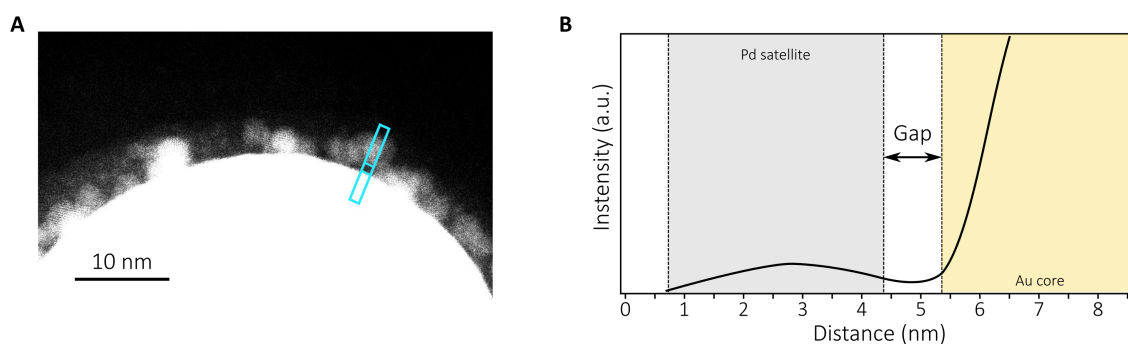 A
10 nm
B
Instensity (a.u.)
Pd satellite
Gap
Au core
0 1 2 3 4 5 6 7 8
Distance (nm)